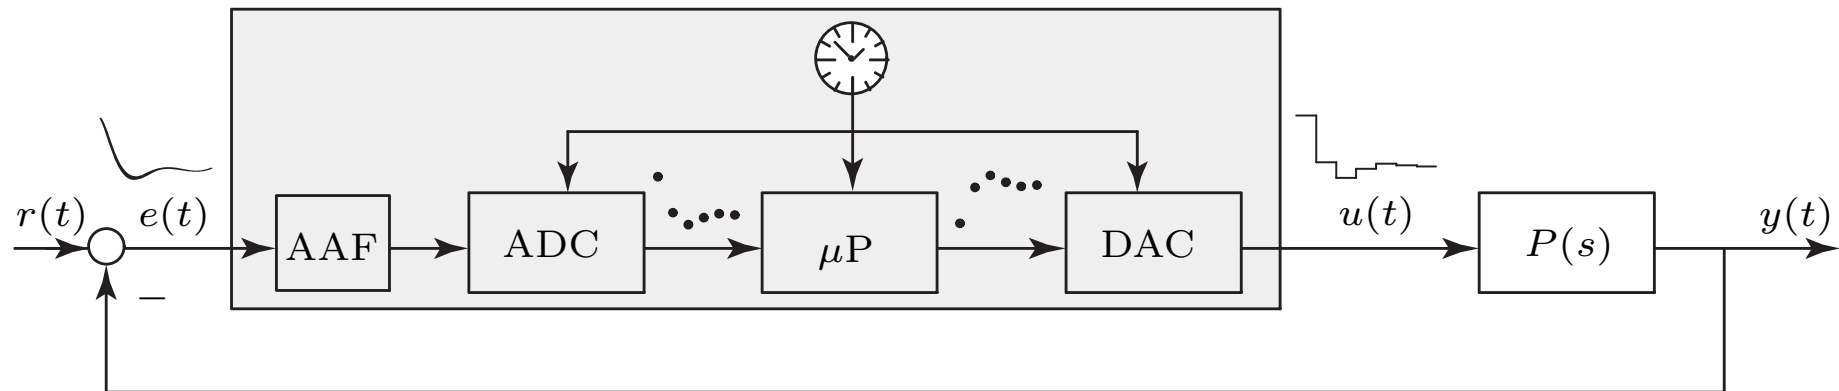 r(t)
e(t)
AAF
ADC
μP
DAC
u(t)
P(s)
y(t)
−